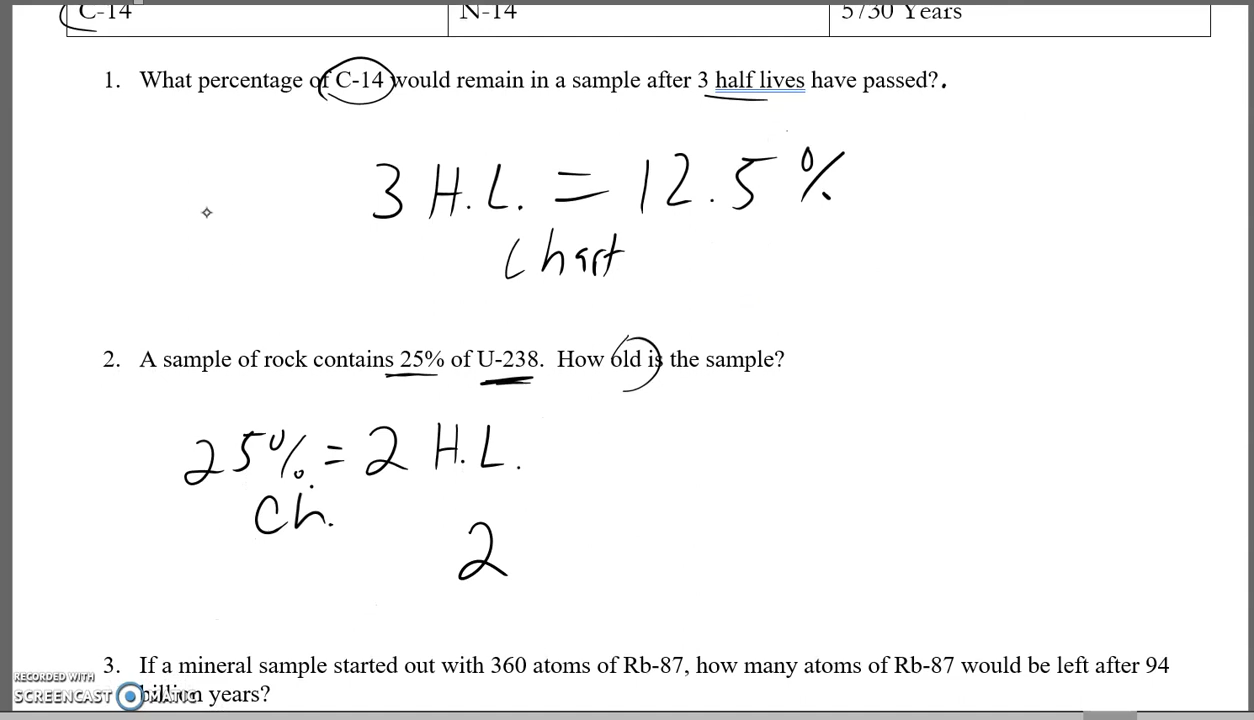 C-14 N-14 5730 Years
1. What percentage of C-14 would remain in a sample after 3 half lives have passed?.
3 H.L. = 12.5 %
Chart
2. A sample of rock contains 25% of U-238. How old is the sample?
25% = 2 H.L.
Ch.
2
3. If a mineral sample started out with 360 atoms of Rb-87, how many atoms of Rb-87 would be left after 94
billion years?
RECORDED WITH
SCREENCAST MATIC